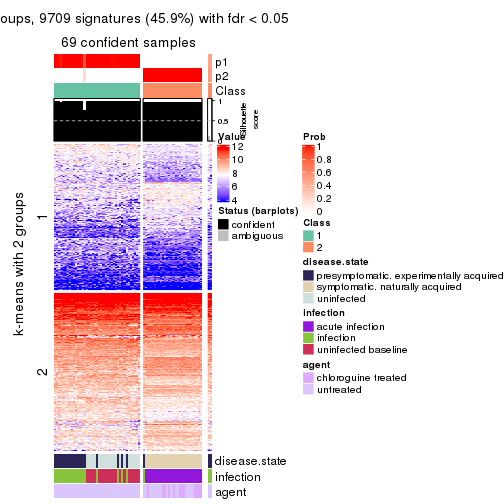 oups, 9709 signatures (45.9%) with fdr < 0.05
69 confident samples
p1
p2
Class
1
0.5
0
Silhouette
score
k-means with 2 groups
1
2
Value
12
10
8
6
4
Status (barplots)
confident
ambiguous
Prob
1
0.8
0.6
0.4
0.2
0
Class
1
2
disease.state
presymptomatic. experimentally acquired
symptomatic. naturally acquired
uninfected
infection
acute infection
infection
uninfected baseline
agent
chloroguine treated
untreated
disease.state
infection
agent